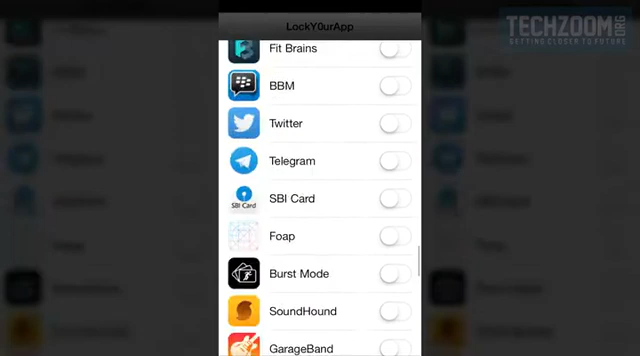 LockY0urApp
TECHZOOM.ORG
GETTING CLOSER TO FUTURE
Fit Brains
BBM
Twitter
Telegram
SBI Card
SBI Card
Foap
Burst Mode
SoundHound
GarageBand